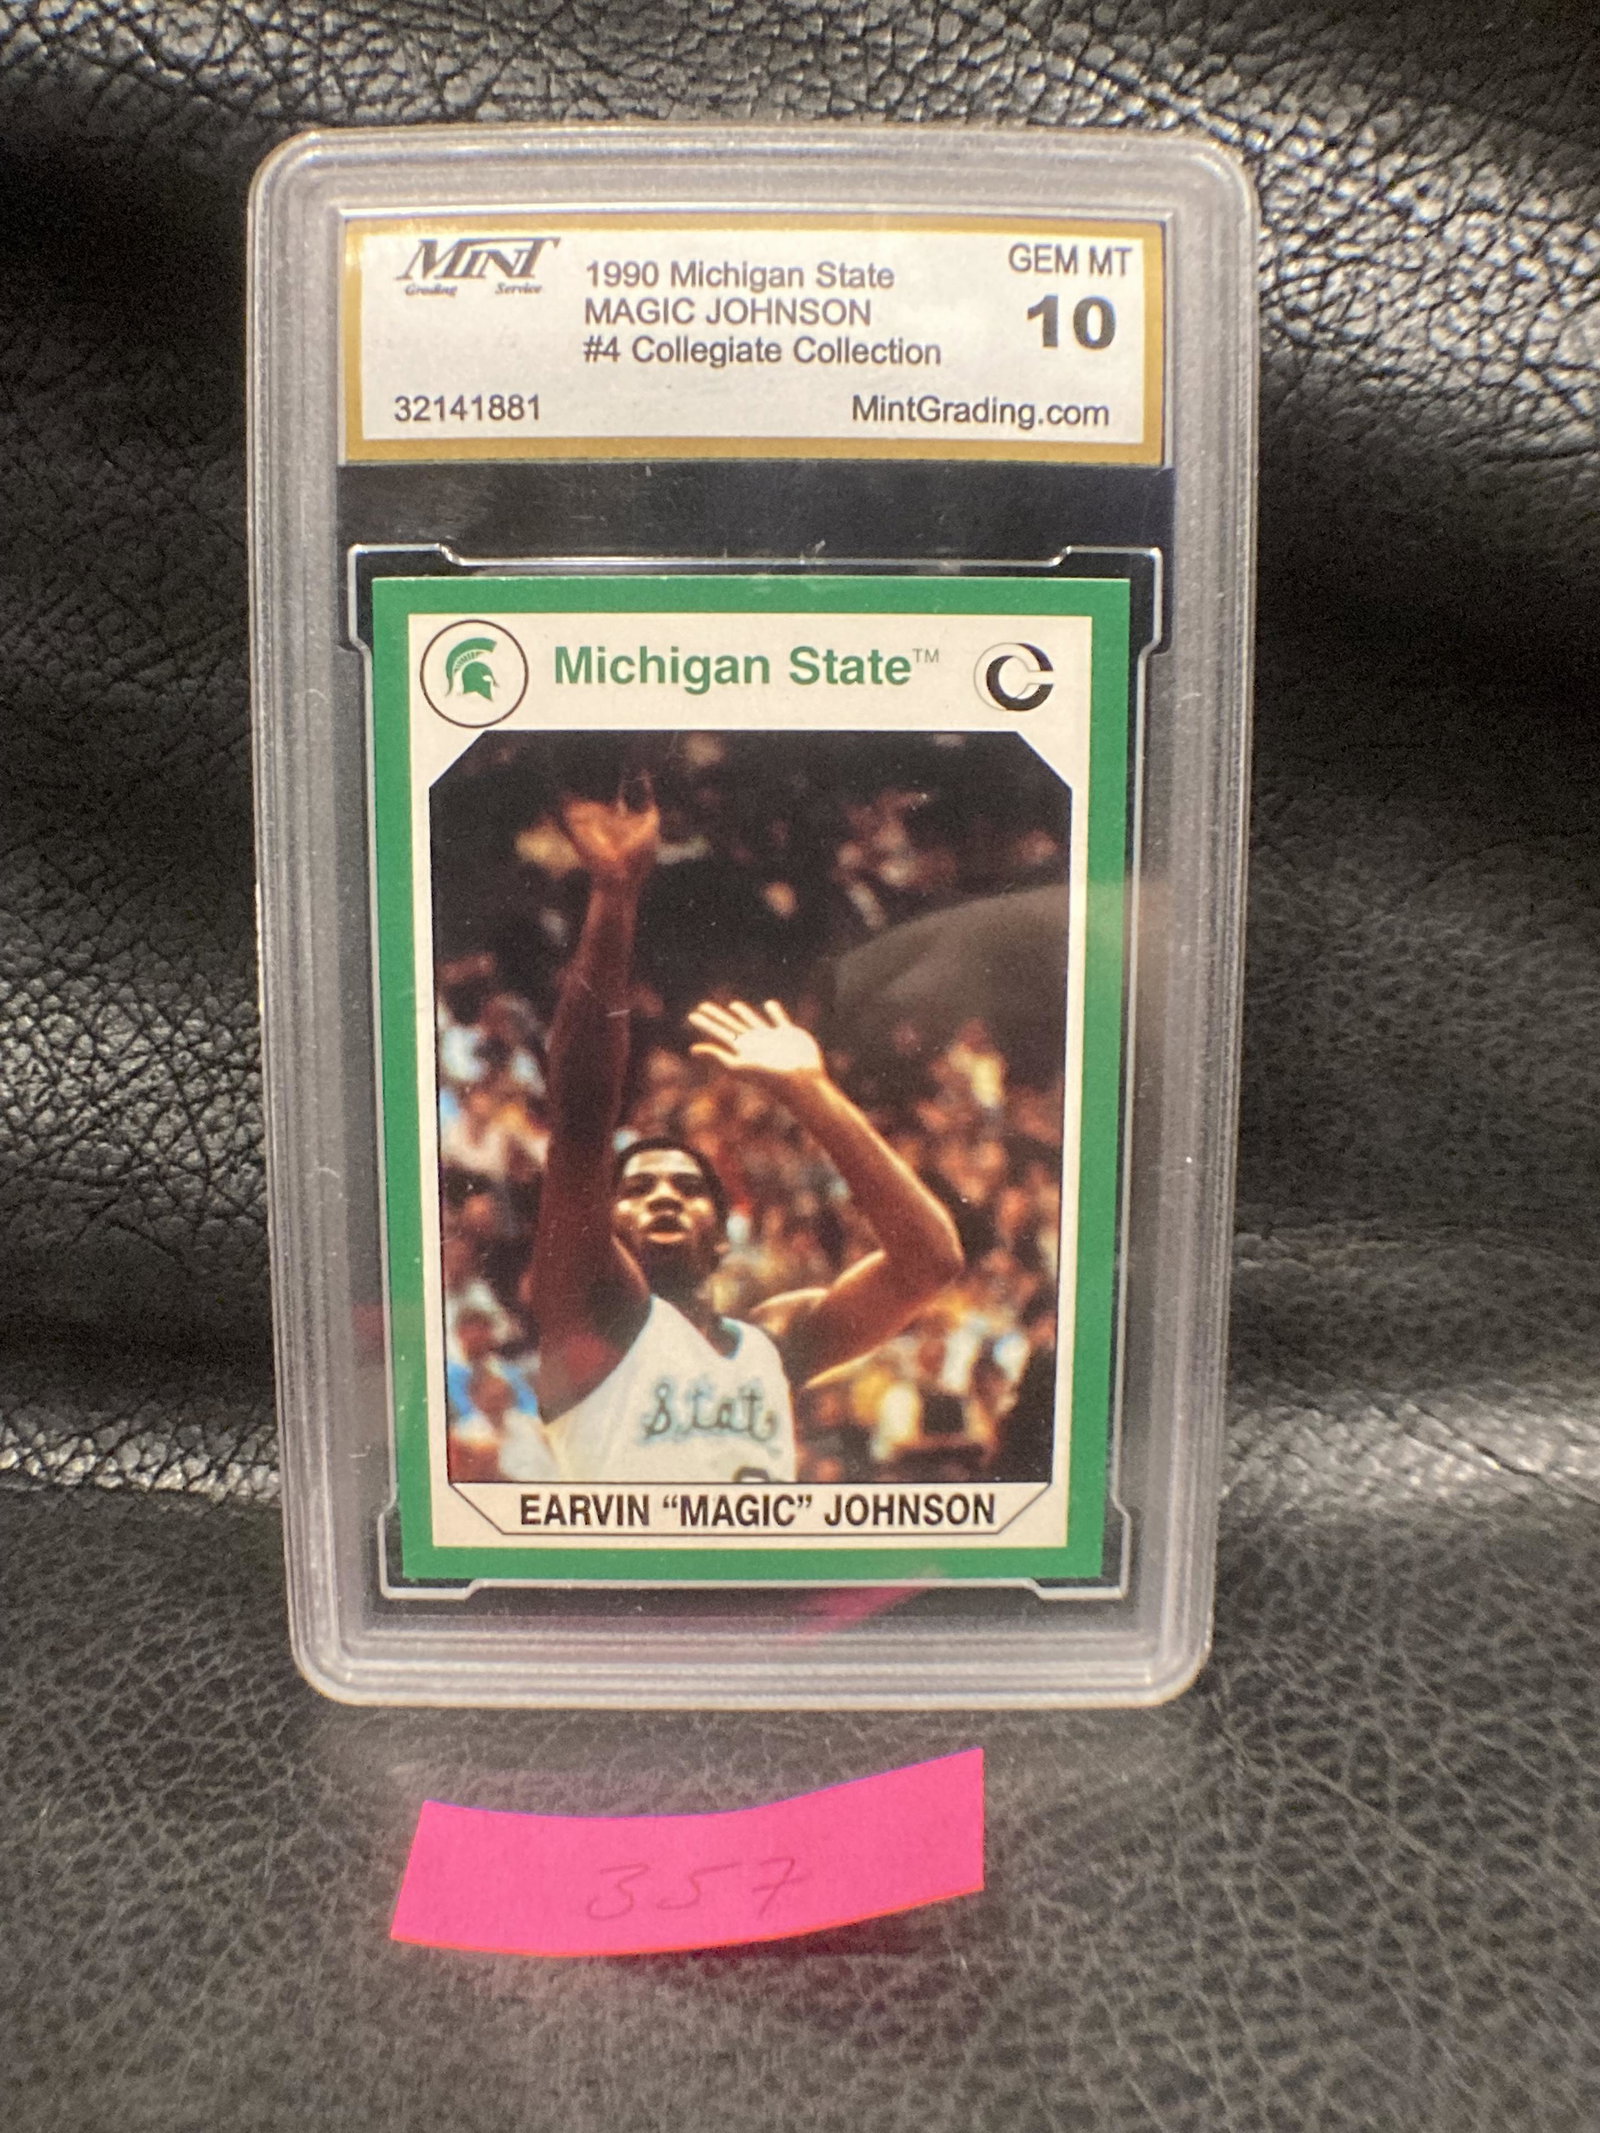 MINT
Grading Service
1990 Michigan State
MAGIC JOHNSON
#4 Collegiate Collection
GEM MT
10
32141881
MintGrading.com
Michigan State™
State
EARVIN “MAGIC” JOHNSON
357